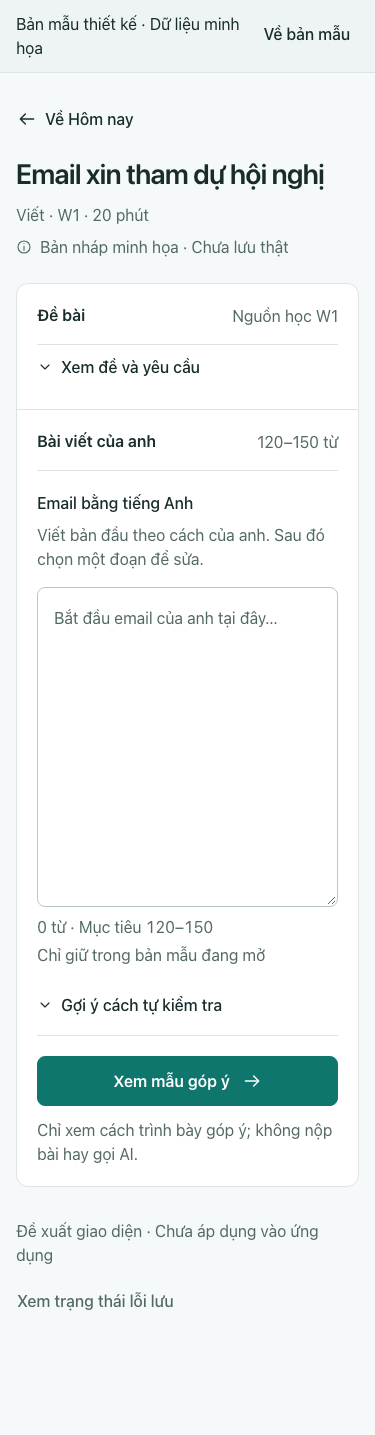 Bản mẫu thiết kế · Dữ liệu minh
họa
Về bản mẫu
← Về Hôm nay
Email xin tham dự hội nghị
Viết · W1 · 20 phút
Bản nháp minh họa · Chưa lưu thật
Đề bài
Nguồn học W1
Xem đề và yêu cầu
Bài viết của anh
120–150 từ
Email bằng tiếng Anh
Viết bản đầu theo cách của anh. Sau đó
chọn một đoạn để sửa.
Bắt đầu email của anh tại đây...
0 từ · Mục tiêu 120–150
Chỉ giữ trong bản mẫu đang mở
Gợi ý cách tự kiểm tra
Xem mẫu góp ý →
Chỉ xem cách trình bày góp ý; không nộp
bài hay gọi AI.
Đề xuất giao diện · Chưa áp dụng vào ứng
dụng
Xem trạng thái lỗi lưu